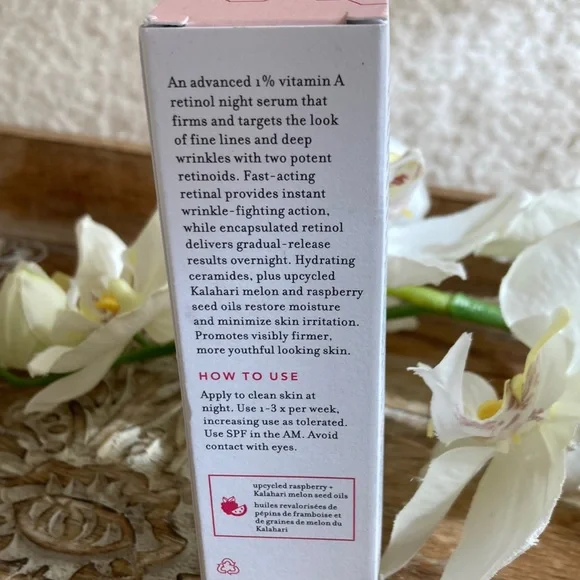 An advanced 1% vitamin A
retinol night serum that
firms and targets the look
of fine lines and deep
wrinkles with two potent
retinoids. Fast-acting
retinal provides instant
wrinkle-fighting action,
while encapsulated retinol
delivers gradual-release
results overnight. Hydrating
ceramides, plus upcycled
Kalahari melon and raspberry
seed oils restore moisture
and minimize skin irritation.
Promotes visibly firmer,
more youthful looking skin.
HOW TO USE
Apply to clean skin at
night. Use 1-3 x per week,
increasing use as tolerated.
Use SPF in the AM. Avoid
contact with eyes.
upcycled raspberry +
Kalahari melon seed oils
huiles revalorisées de
pépins de framboise et
de graines de melon du
Kalahari